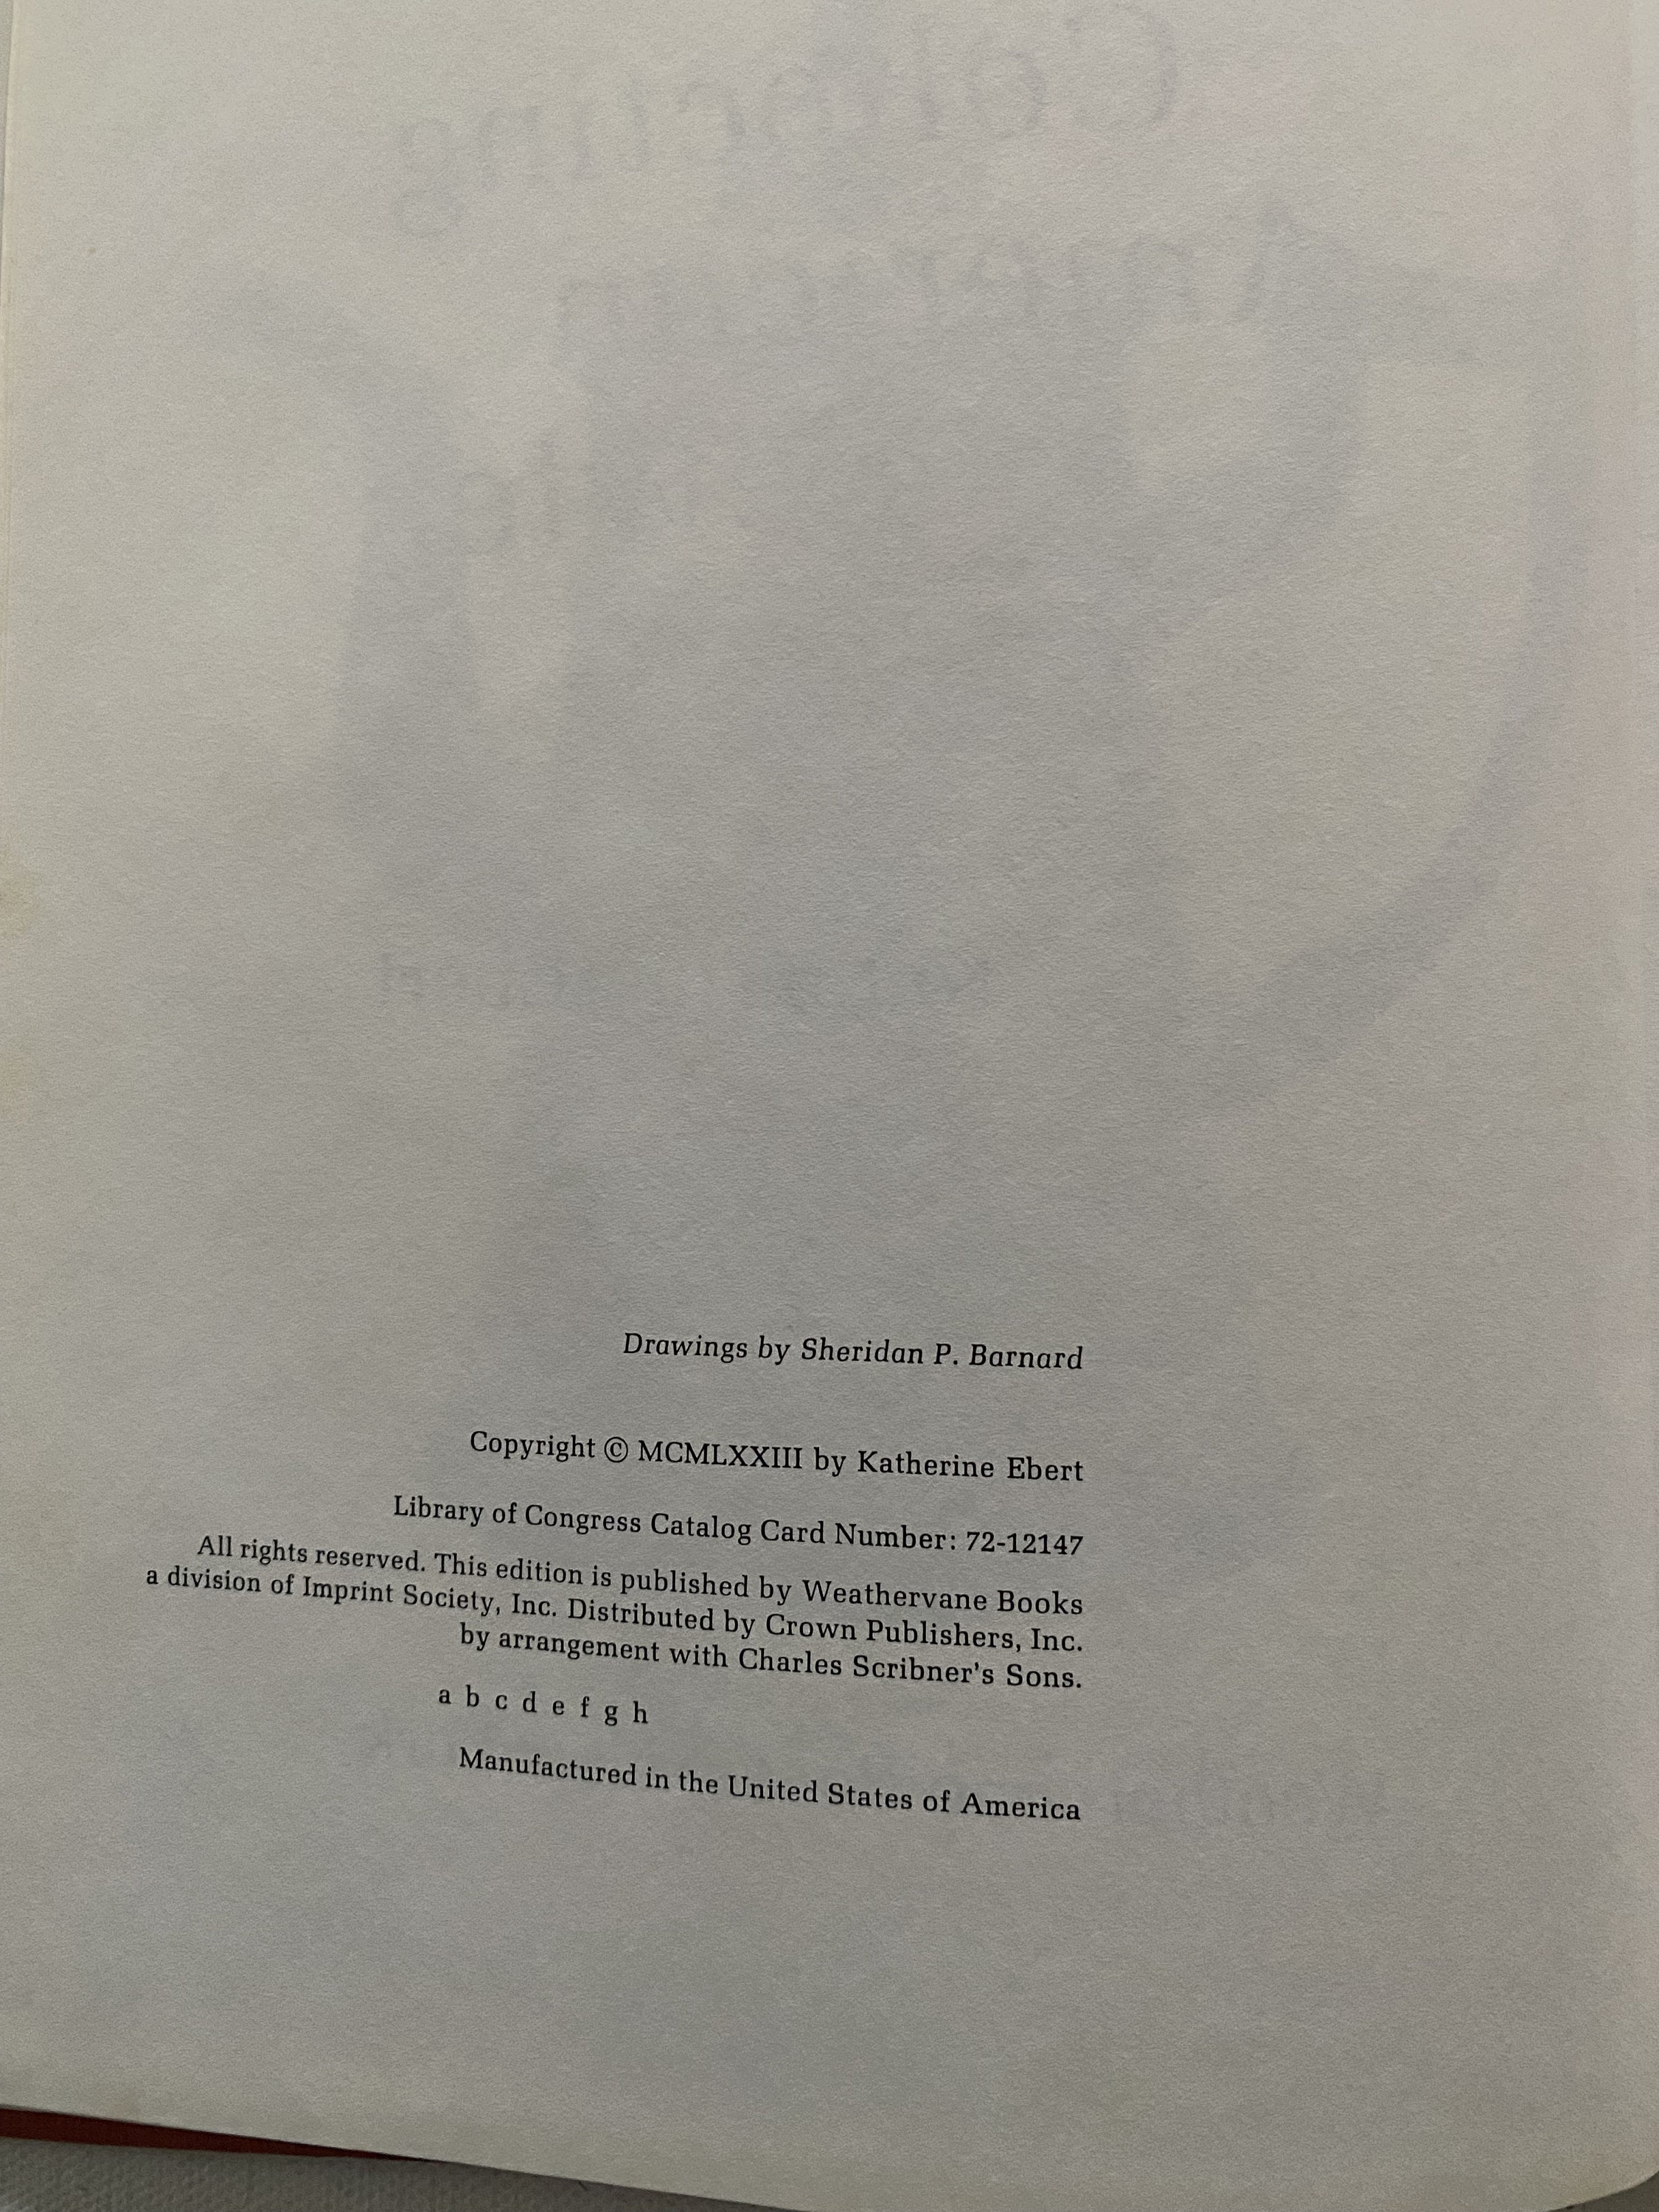 Drawings by Sheridan P. Barnard
Copyright © MCMLXXIII by Katherine Ebert
Library of Congress Catalog Card Number: 72-12147
All rights reserved. This edition is published by Weathervane Books
a division of Imprint Society, Inc. Distributed by Crown Publishers, Inc.
by arrangement with Charles Scribner's Sons.
a b c d e f g h
Manufactured in the United States of America